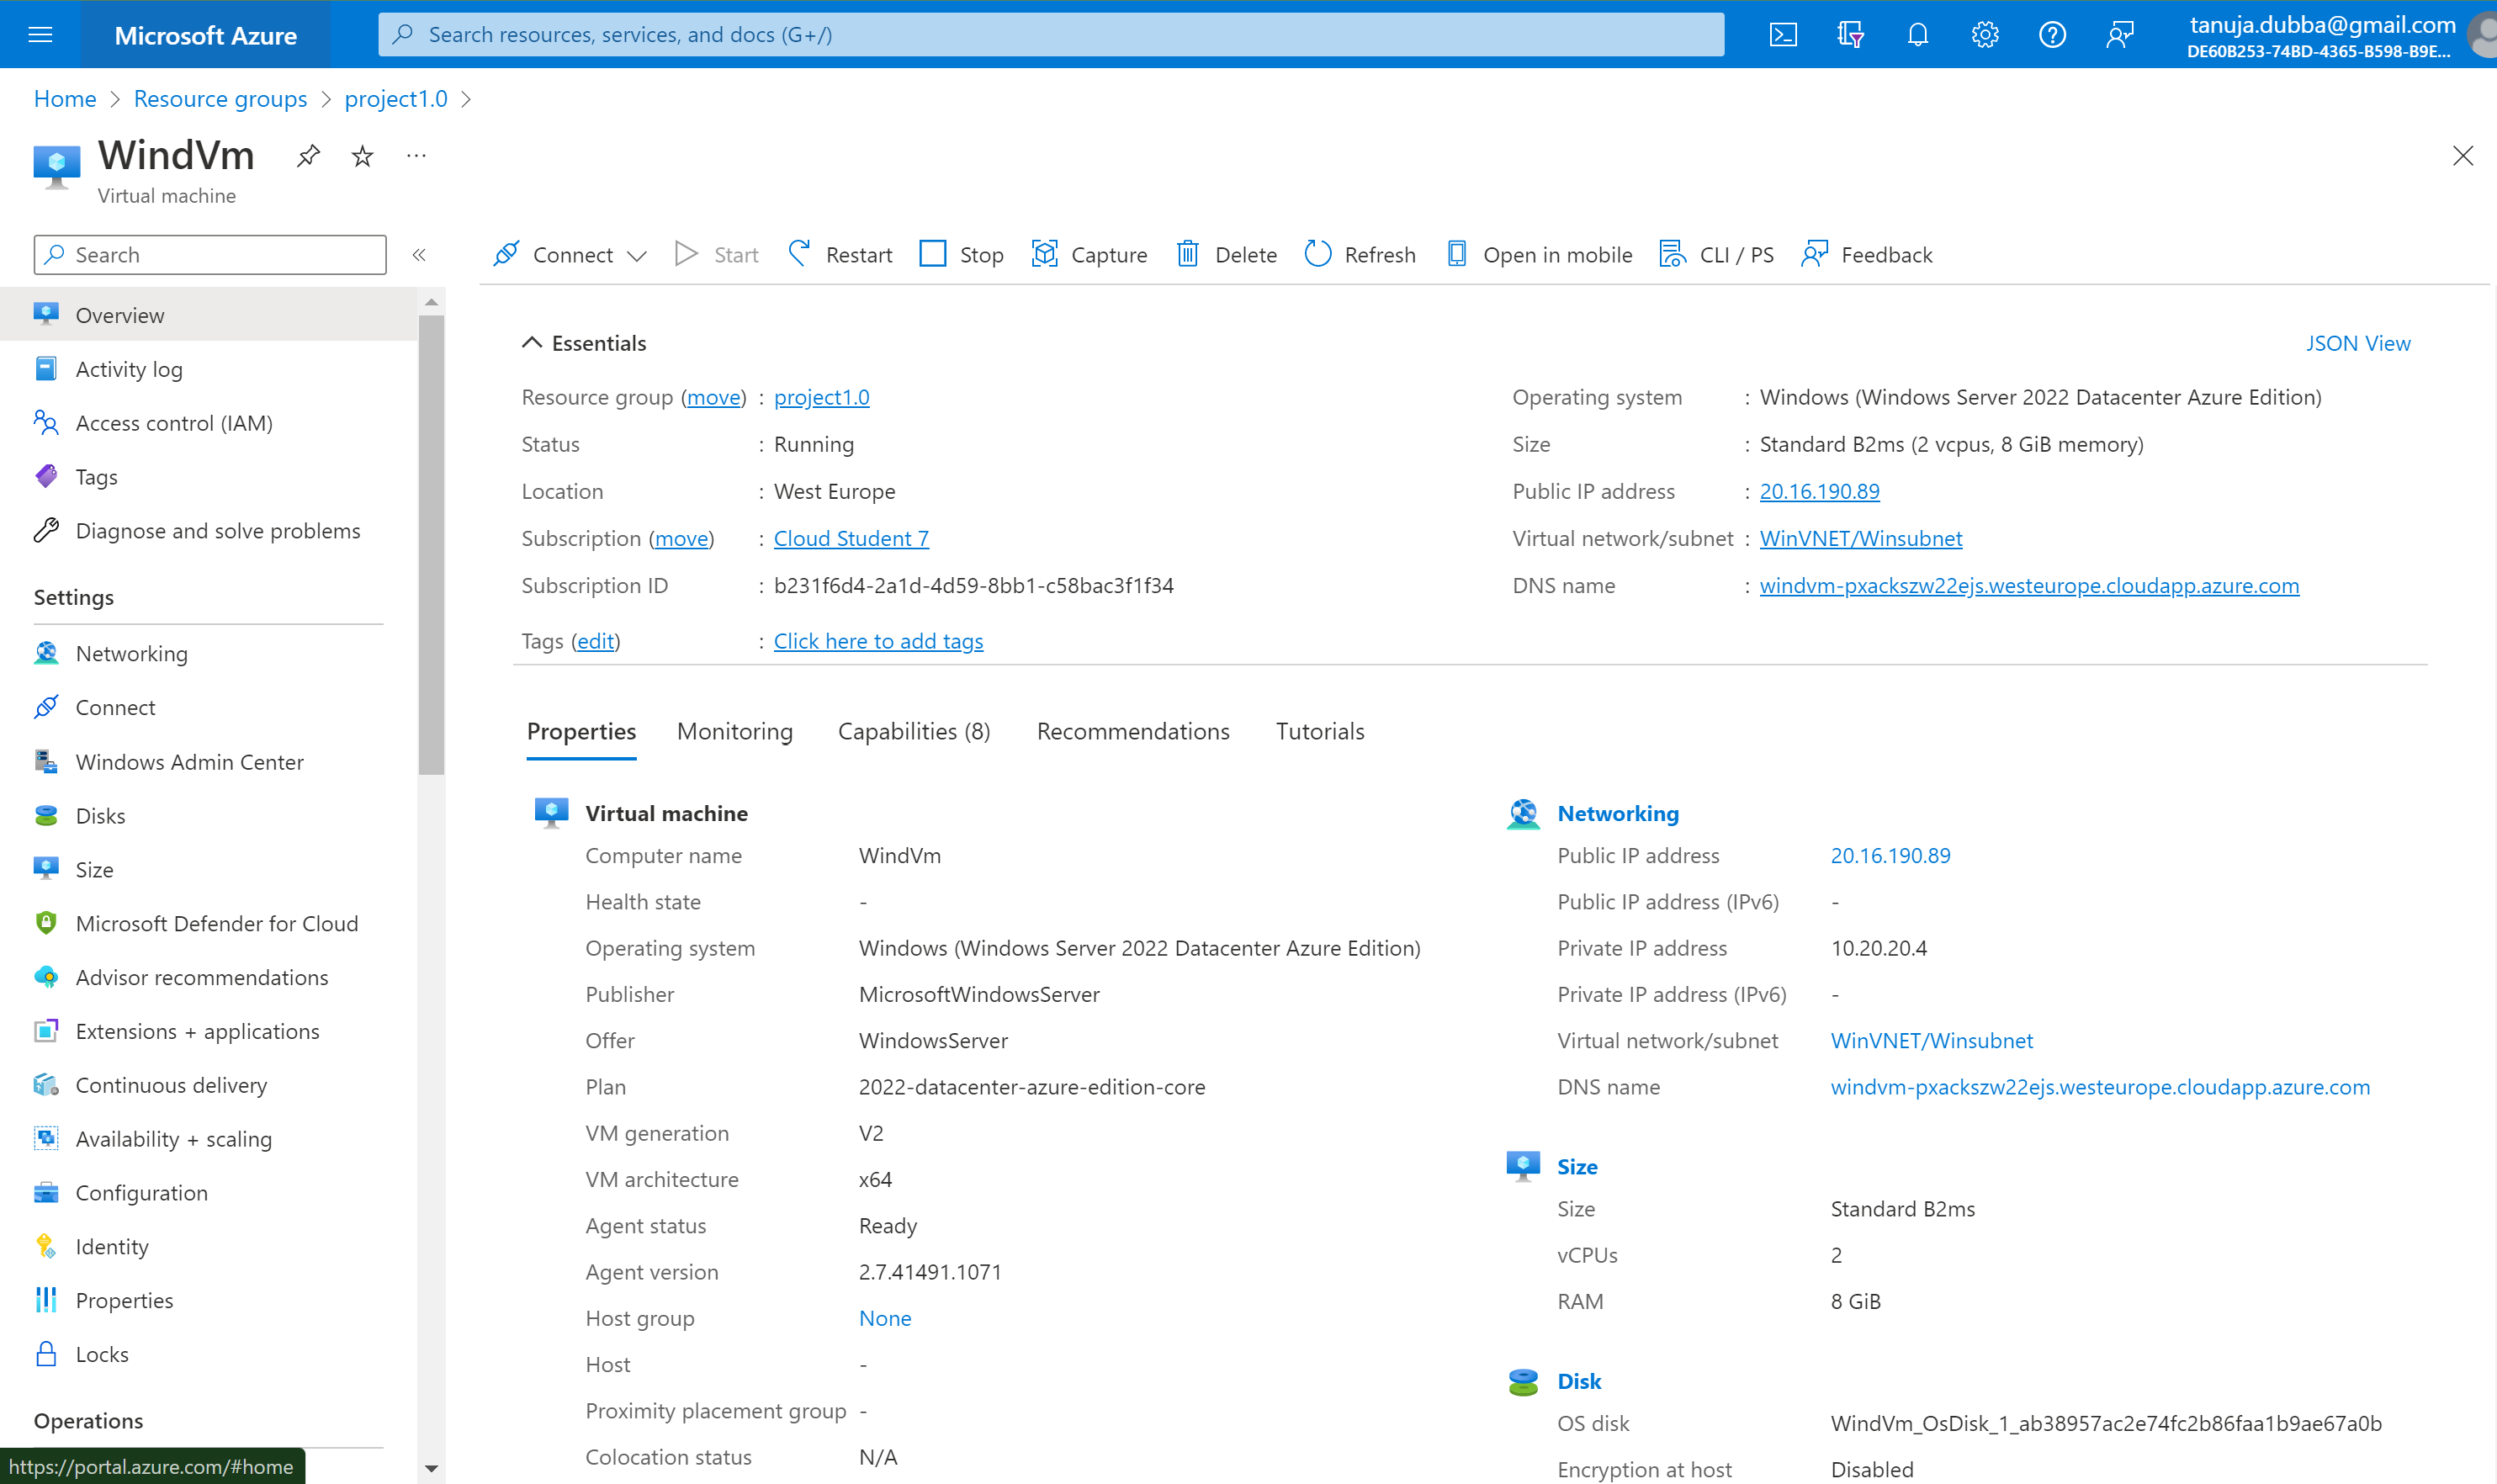 Microsoft Azure
Search resources, services, and docs (G+/)
tanuja.dubba@gmail.com
DE60B253-74BD-4365-B598-B9E...
Home > Resource groups > project1.0 >
WindVm
...
Virtual machine
Search
«
Connect
Start
Restart
Stop
Capture
Delete
Refresh
Open in mobile
CLI / PS
Feedback
Overview
Activity log
Access control (IAM)
Tags
Diagnose and solve problems
Settings
Networking
Connect
Windows Admin Center
Disks
Size
Microsoft Defender for Cloud
Advisor recommendations
Extensions + applications
Continuous delivery
Availability + scaling
Configuration
Identity
Properties
Locks
Operations
https://portal.azure.com/#home
Essentials
JSON View
Resource group (move) : project1.0
Status : Running
Location : West Europe
Subscription (move) : Cloud Student 7
Subscription ID : b231f6d4-2a1d-4d59-8bb1-c58bac3f1f34
Tags (edit) : Click here to add tags
Operating system : Windows (Windows Server 2022 Datacenter Azure Edition)
Size : Standard B2ms (2 vcpus, 8 GiB memory)
Public IP address : 20.16.190.89
Virtual network/subnet : WinVNET/Winsubnet
DNS name : windvm-pxackszw22ejs.westeurope.cloudapp.azure.com
Properties
Monitoring
Capabilities (8)
Recommendations
Tutorials
Virtual machine
Computer name WindVm
Health state -
Operating system Windows (Windows Server 2022 Datacenter Azure Edition)
Publisher MicrosoftWindowsServer
Offer WindowsServer
Plan 2022-datacenter-azure-edition-core
VM generation V2
VM architecture x64
Agent status Ready
Agent version 2.7.41491.1071
Host group None
Host -
Proximity placement group -
Colocation status N/A
Networking
Public IP address 20.16.190.89
Public IP address (IPv6) -
Private IP address 10.20.20.4
Private IP address (IPv6) -
Virtual network/subnet WinVNET/Winsubnet
DNS name windvm-pxackszw22ejs.westeurope.cloudapp.azure.com
Size
Size Standard B2ms
vCPUs 2
RAM 8 GiB
Disk
OS disk WindVm_OsDisk_1_ab38957ac2e74fc2b86faa1b9ae67a0b
Encryption at host Disabled